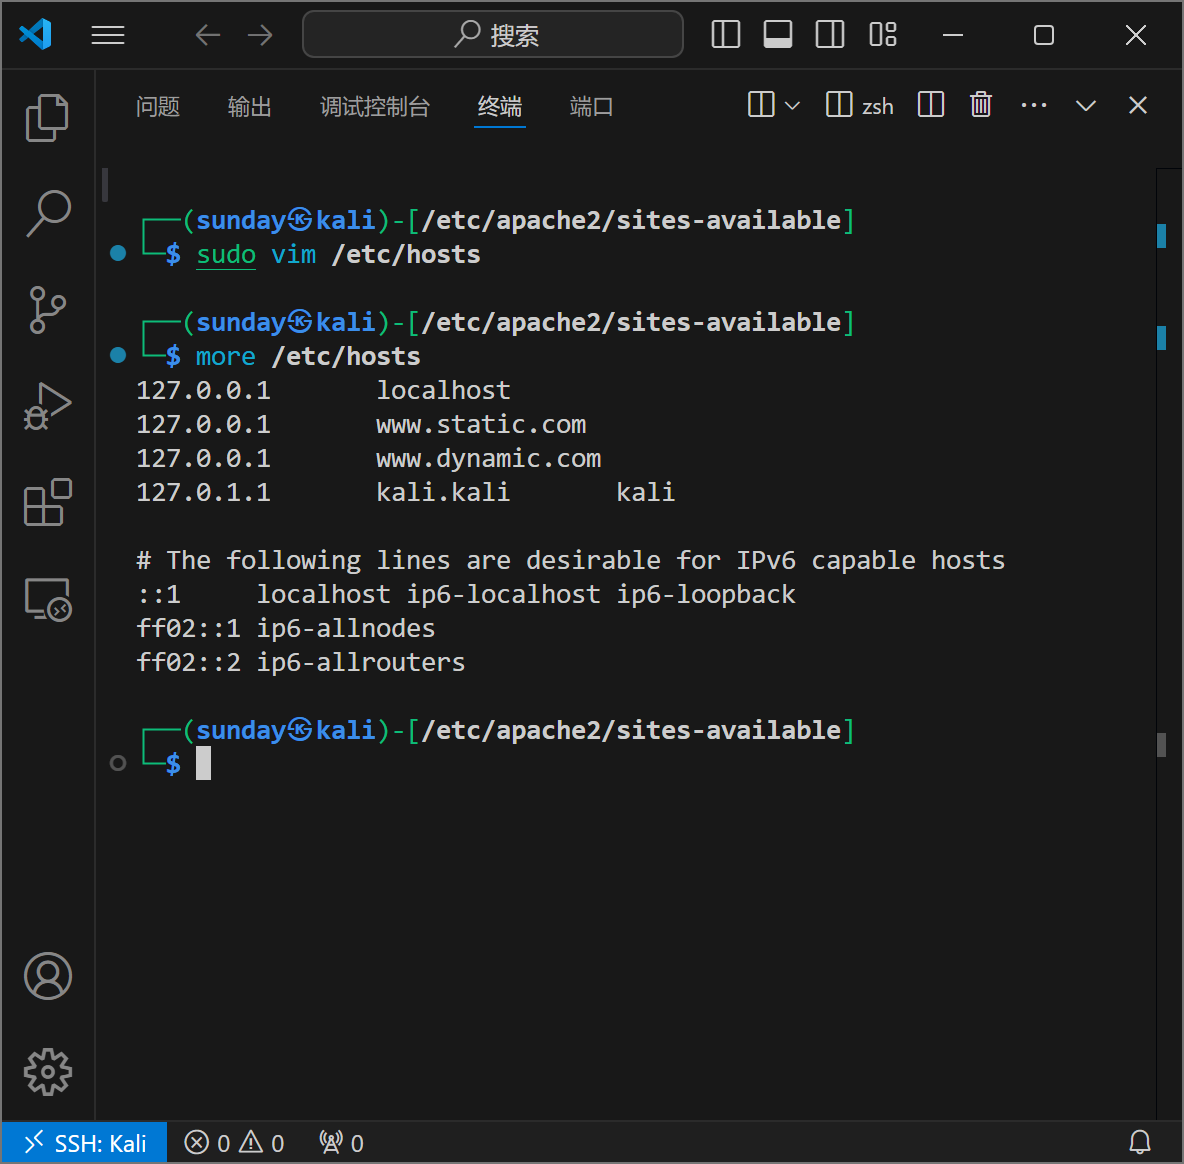 搜索
问题 输出 调试控制台 终端 端口 zsh
┌──(sunday㉿kali)-[/etc/apache2/sites-available]
└─$ sudo vim /etc/hosts
┌──(sunday㉿kali)-[/etc/apache2/sites-available]
└─$ more /etc/hosts
127.0.0.1       localhost
127.0.0.1       www.static.com
127.0.0.1       www.dynamic.com
127.0.1.1       kali.kali       kali
# The following lines are desirable for IPv6 capable hosts
::1     localhost ip6-localhost ip6-loopback
ff02::1 ip6-allnodes
ff02::2 ip6-allrouters
┌──(sunday㉿kali)-[/etc/apache2/sites-available]
└─$
SSH: Kali 0 0 0